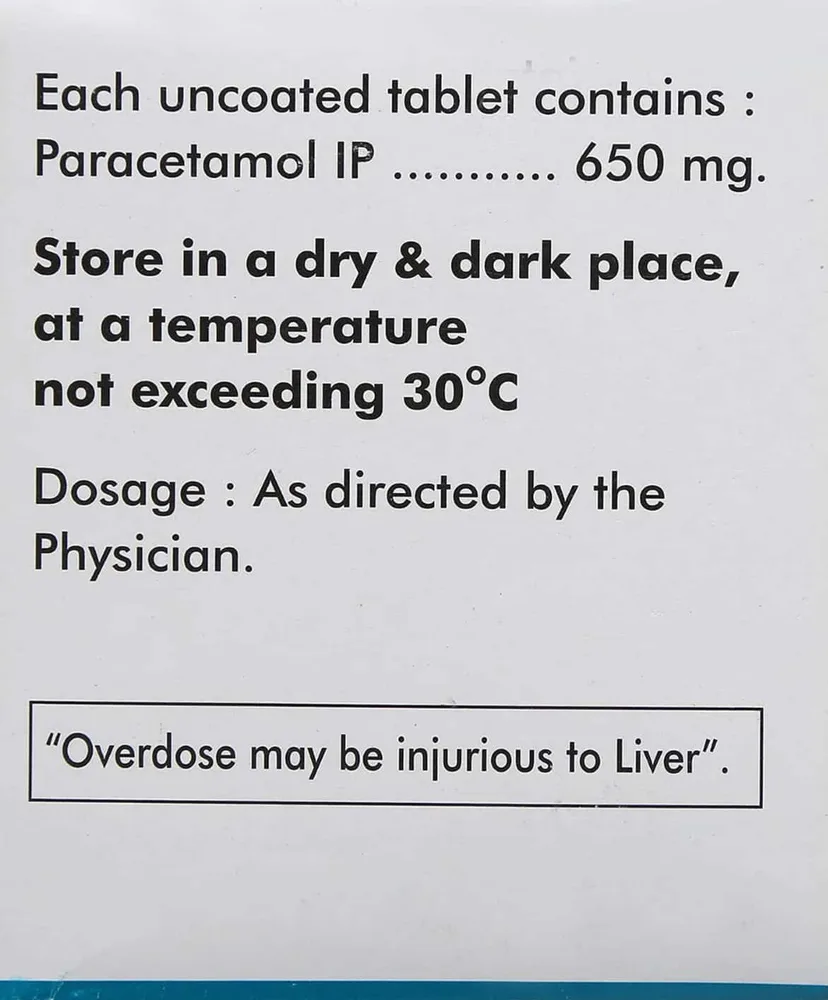 Each uncoated tablet contains :
Paracetamol IP ........... 650 mg.
Store in a dry & dark place,
at a temperature
not exceeding 30°C
Dosage : As directed by the
Physician.
“Overdose may be injurious to Liver”.